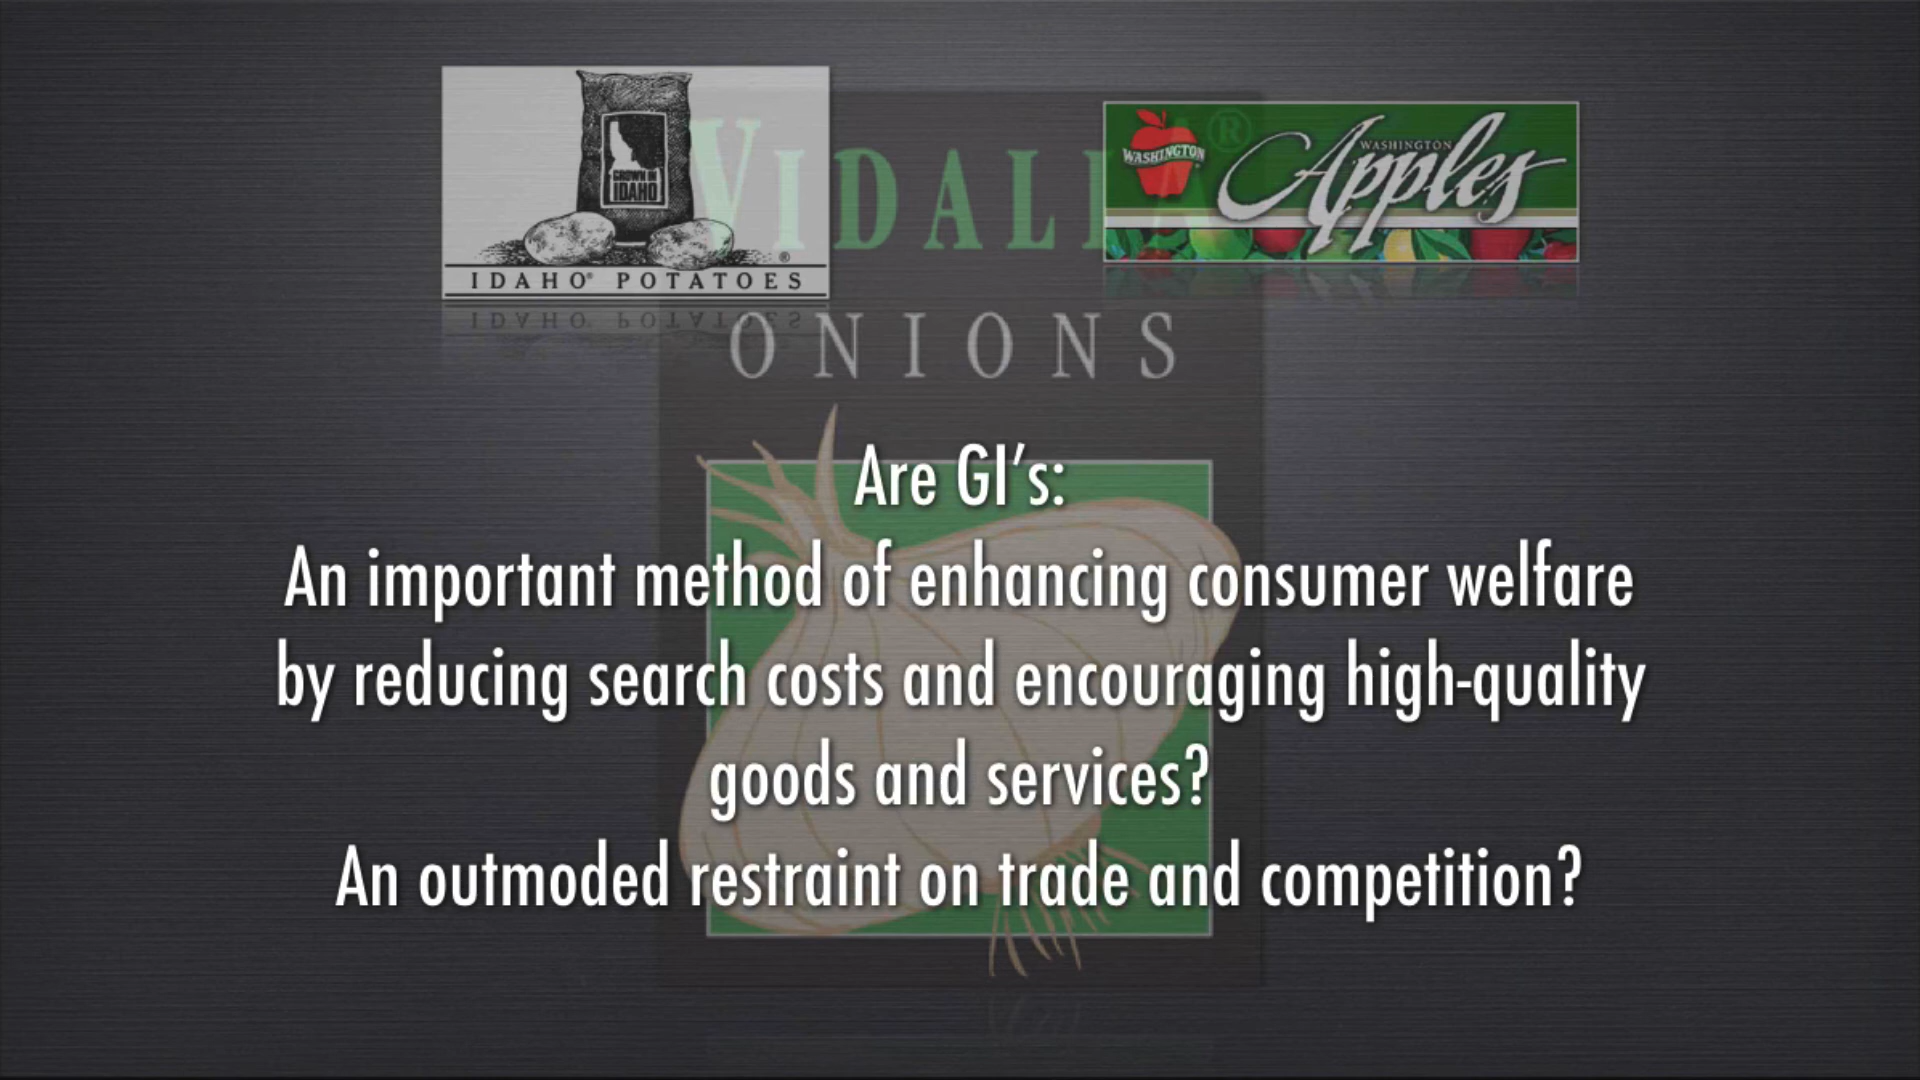 GROWN IN
IDAHO
®
IDAHO® POTATOES
VIDALIA®
WASHINGTON
WASHINGTON
Apples
ONIONS
Are GI’s:
An important method of enhancing consumer welfare
by reducing search costs and encouraging high-quality
goods and services?
An outmoded restraint on trade and competition?